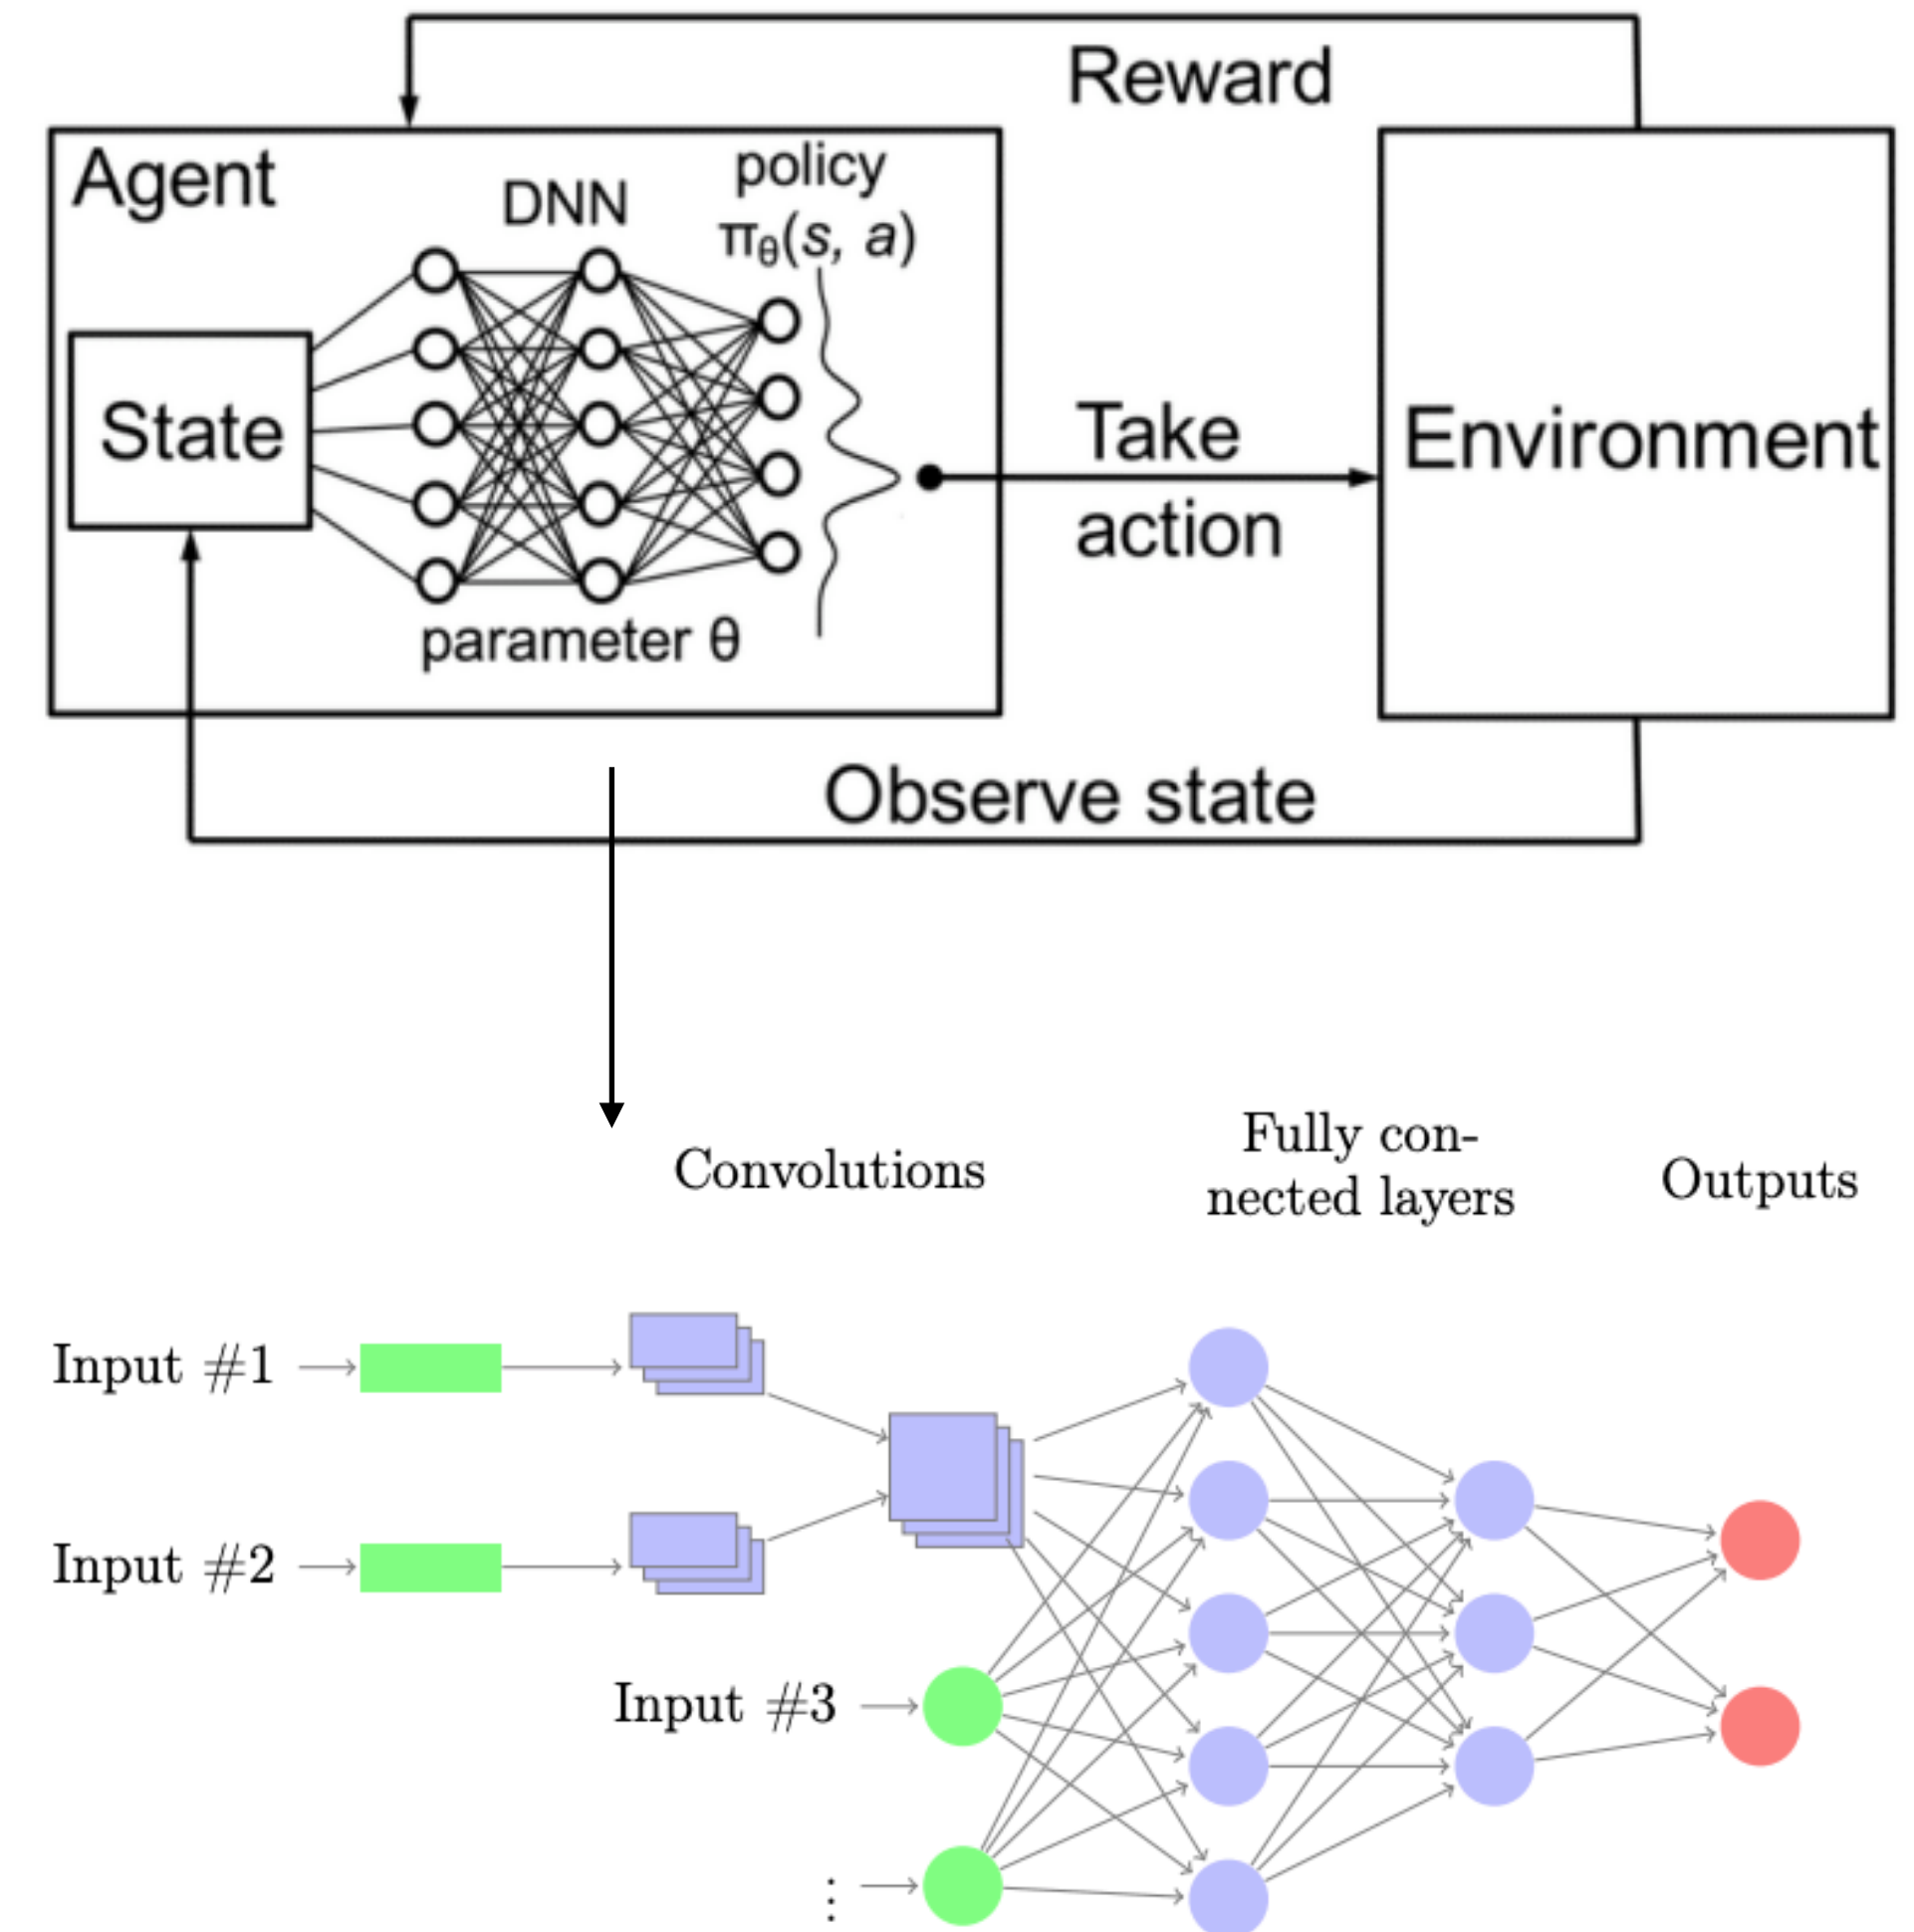 Reward
Agent
DNN
policy
πθ(s, a)
State
parameter θ
Take
action
Environment
Observe state
Convolutions
Fully con-
nected layers
Outputs
Input #1
Input #2
Input #3
⋮